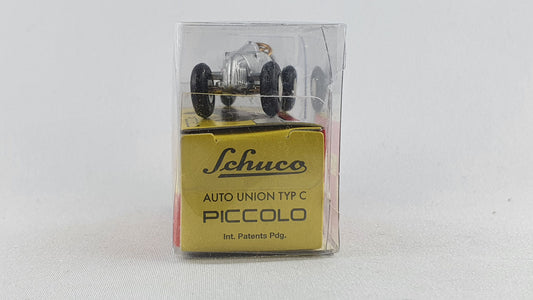 Schuco
AUTO UNION TYP C
PICCOLO
Int. Patents Pdg.